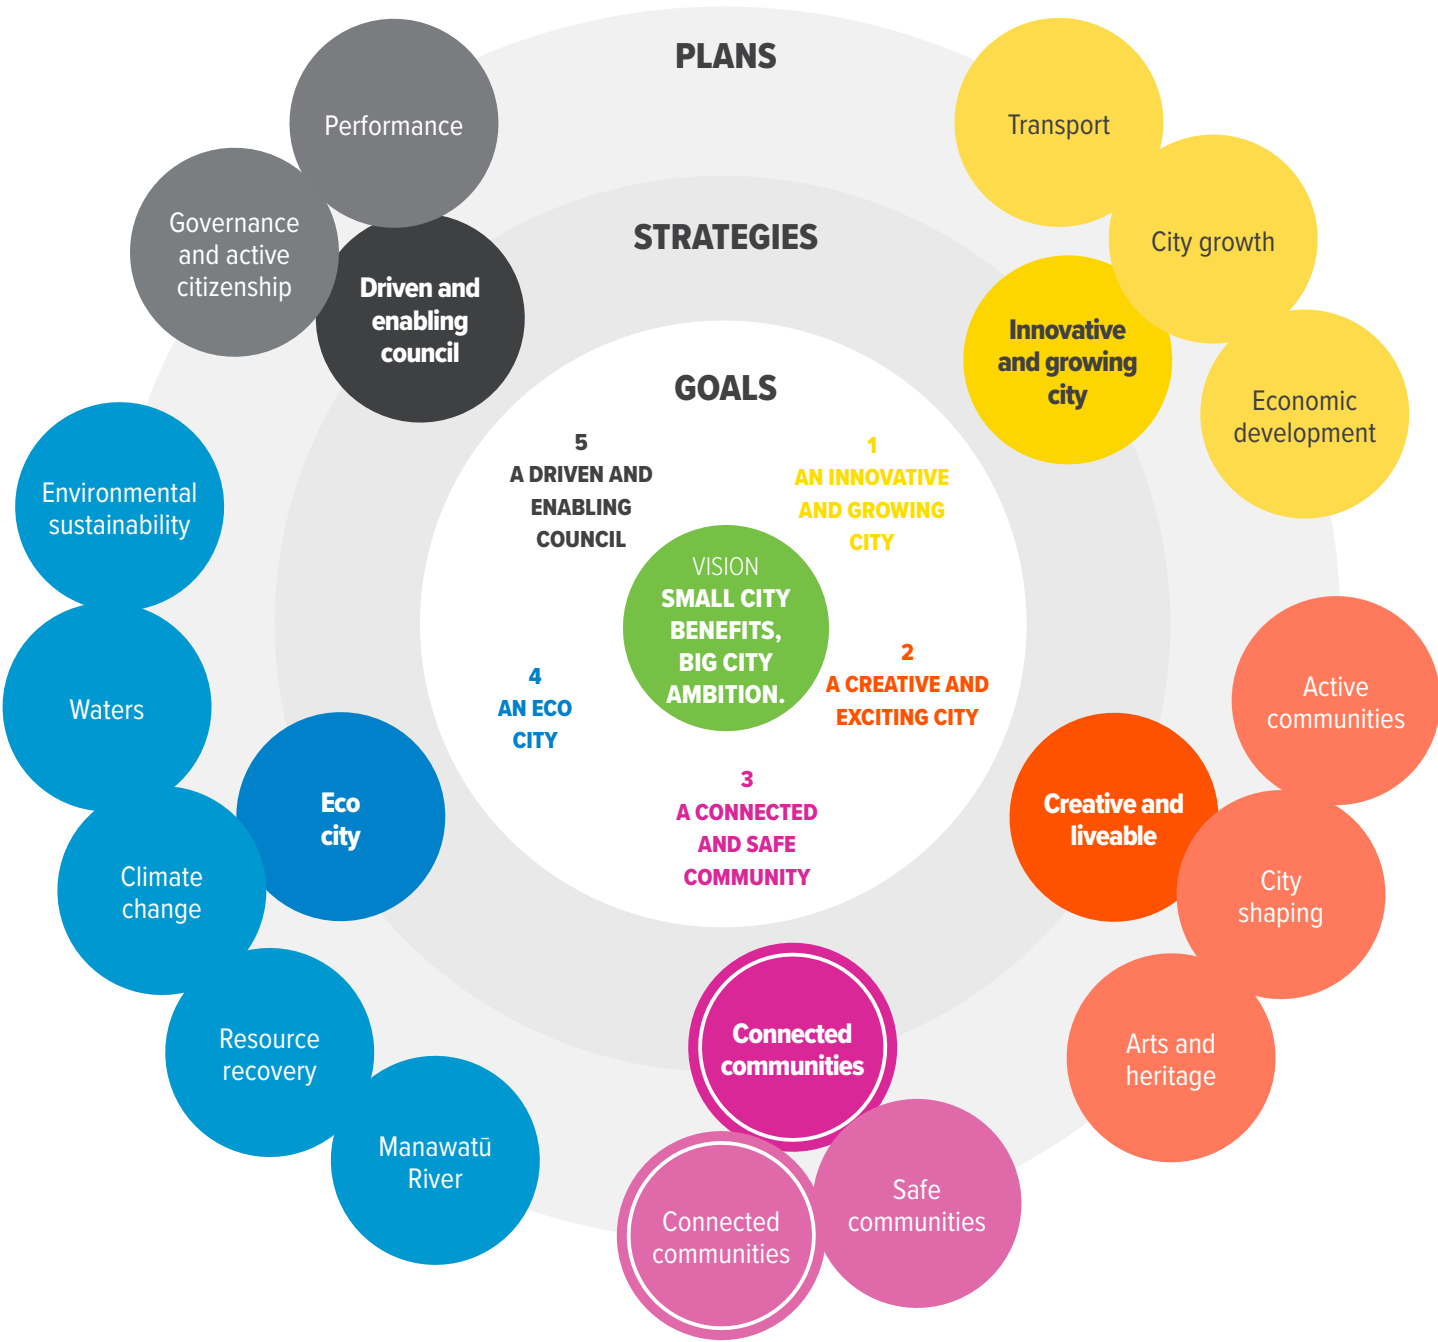 PLANS
STRATEGIES
GOALS
5
A DRIVEN AND
ENABLING
COUNCIL
1
AN INNOVATIVE
AND GROWING
CITY
VISION
SMALL CITY
BENEFITS,
BIG CITY
AMBITION.
2
A CREATIVE AND
EXCITING CITY
4
AN ECO
CITY
3
A CONNECTED
AND SAFE
COMMUNITY
Performance
Governance
and active
citizenship
Driven and
enabling
council
Transport
City growth
Economic
development
Innovative
and growing
city
Environmental
sustainability
Waters
Climate
change
Resource
recovery
Manawatū
River
Eco
city
Active
communities
City
shaping
Arts and
heritage
Creative and
liveable
Connected
communities
Connected
communities
Safe
communities